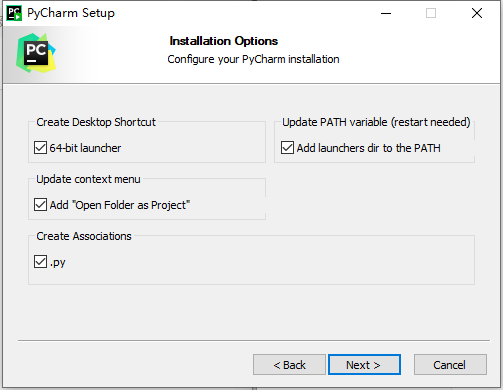 PC PyCharm Setup
Installation Options
Configure your PyCharm installation
PC
Create Desktop Shortcut
64-bit launcher
Update PATH variable (restart needed)
Add launchers dir to the PATH
Update context menu
Add "Open Folder as Project"
Create Associations
.py
< Back
Next >
Cancel